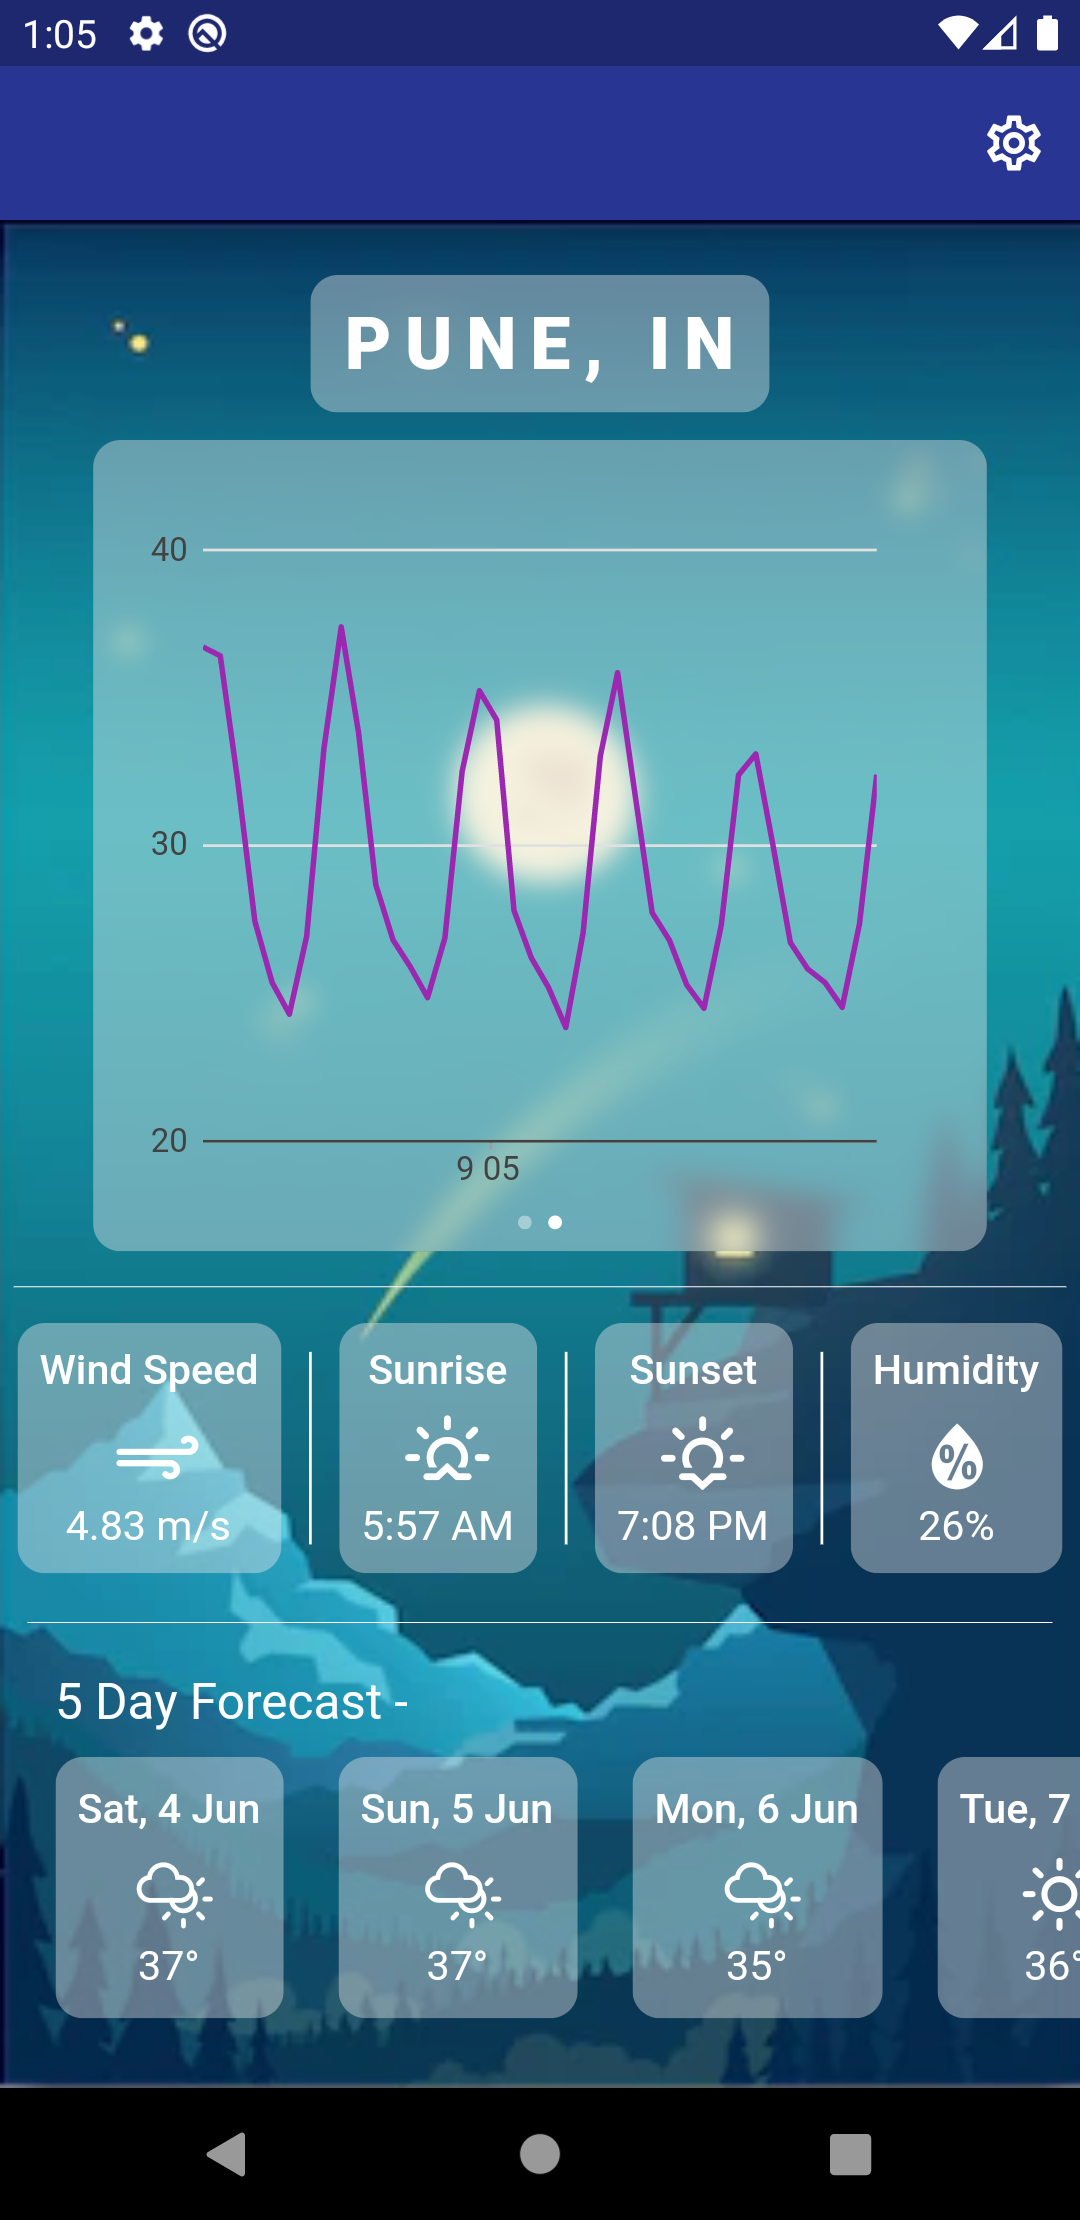 1:05
PUNE, IN
40
30
20
9 05
Wind Speed Sunrise Sunset Humidity
%
4.83 m/s 5:57 AM 7:08 PM 26%
5 Day Forecast -
Sat, 4 Jun Sun, 5 Jun Mon, 6 Jun Tue, 7
37° 37° 35° 36°